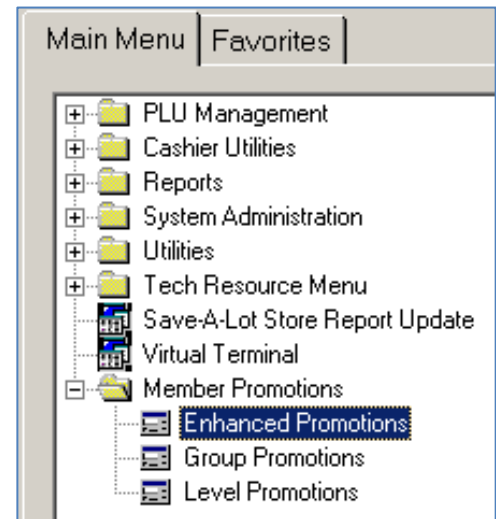 Main Menu Favorites
PLU Management
Cashier Utilities
Reports
System Administration
Utilities
Tech Resource Menu
Save-A-Lot Store Report Update
Virtual Terminal
Member Promotions
Enhanced Promotions
Group Promotions
Level Promotions